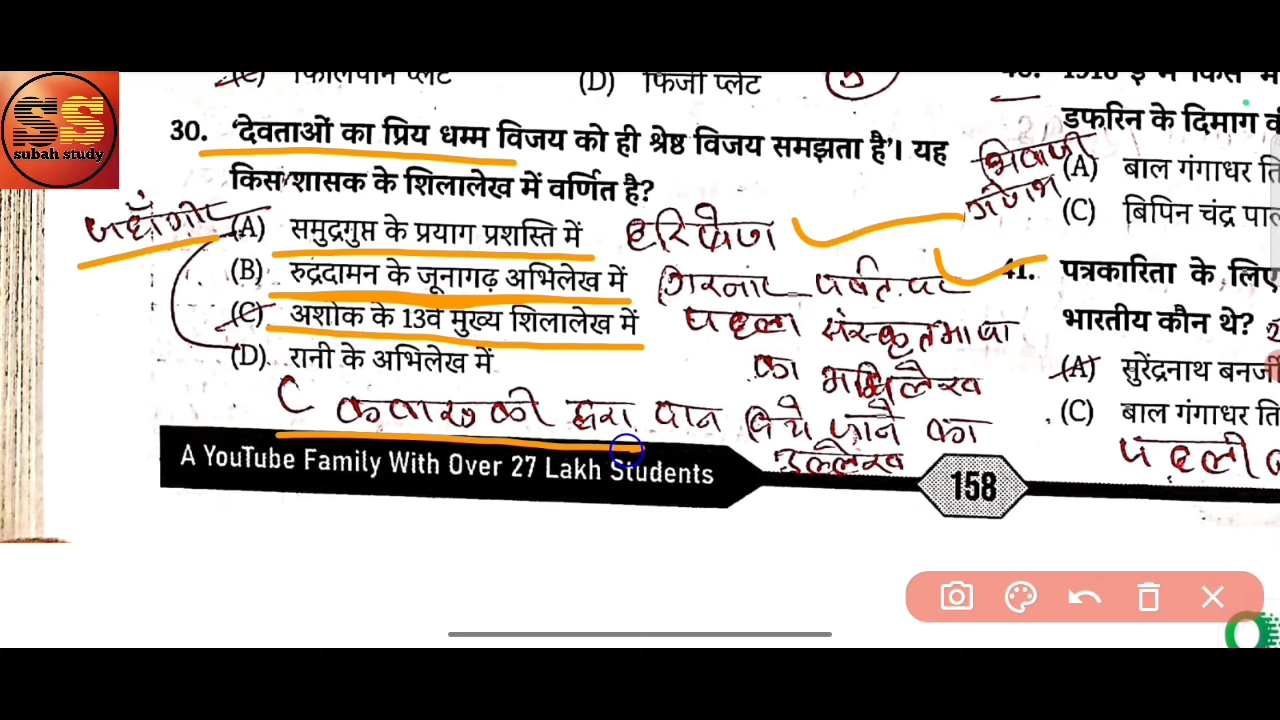 SS
subah study
(C) फिलिपीन प्लेट
(D) फिजी प्लेट
30. 'देवताओं का प्रिय धम्म विजय को ही श्रेष्ठ विजय समझता है'। यह
किस शासक के शिलालेख में वर्णित है?
जहाँगीर
(A) समुद्रगुप्त के प्रयाग प्रशस्ति में
हरिषेण
(B) रुद्रदामन के जूनागढ़ अभिलेख में
गिरनार पर्वत पर
(C) अशोक के 13वें मुख्य शिलालेख में
पहला संस्कृत भाषा
(D) रानी के अभिलेख में
का अभिलेख
C
द्वारा दान दिये जाने का
उल्लेख
A YouTube Family With Over 27 Lakh Students
158
डफरिन के दिमाग
(A) बाल गंगाधर ति
(C) बिपिन चंद्र पाल
41. पत्रकारिता के लिए
भारतीय कौन थे?
(A) सुरेंद्रनाथ बनर्जी
(C) बाल गंगाधर ति
पहली